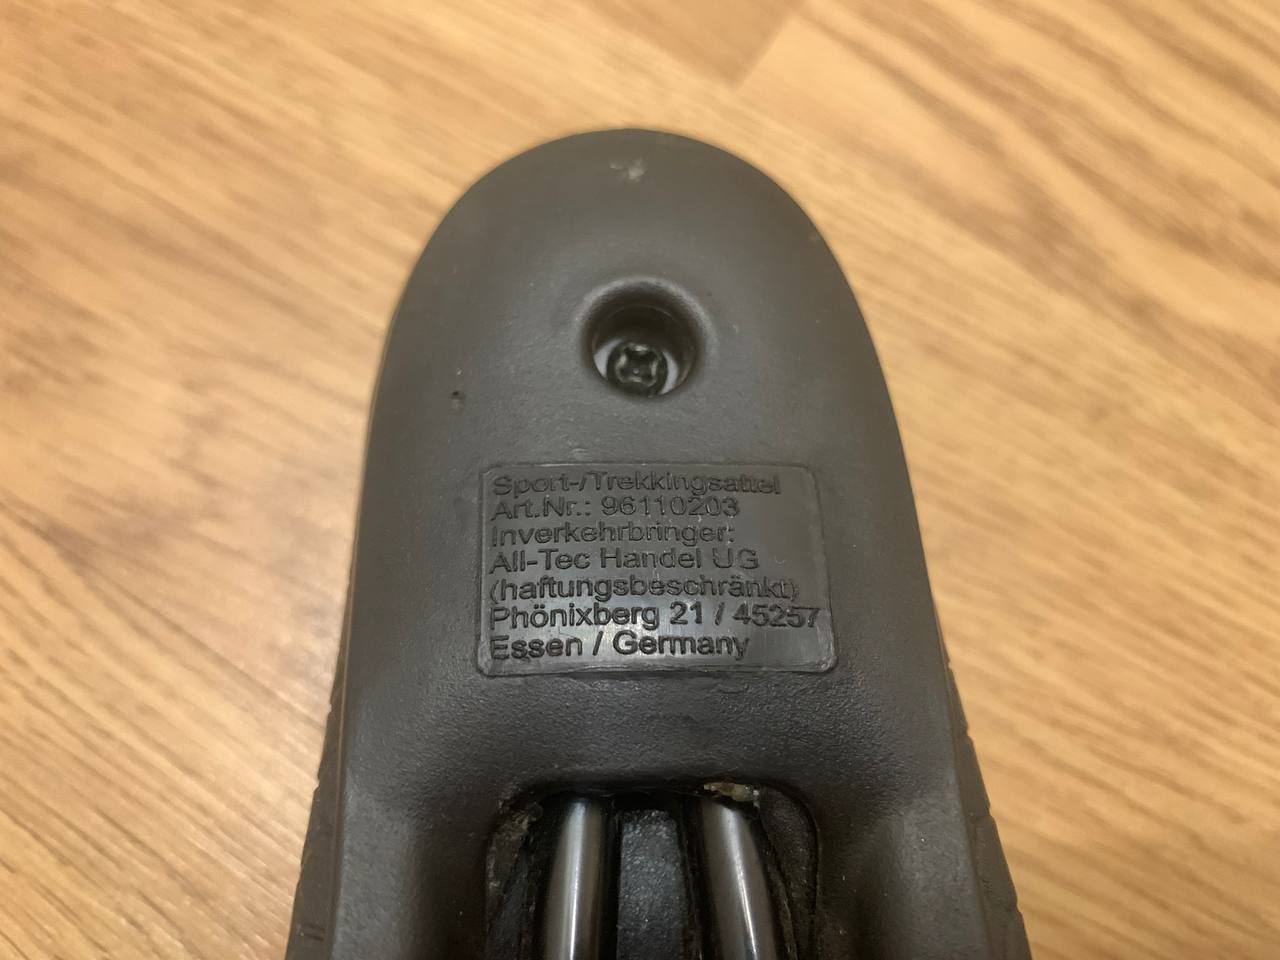 Sport-/Trekkingsattel
Art.Nr.: 96110203
Inverkehrbringer:
All-Tec Handel UG
(haftungsbeschränkt)
Phönixberg 21 / 45257
Essen / Germany